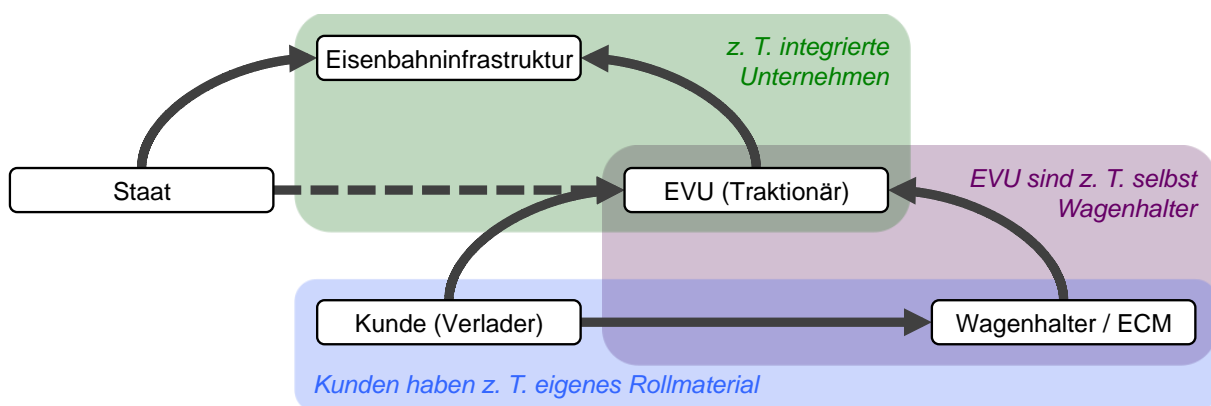 Eisenbahninfrastruktur
z. T. integrierte
Unternehmen
Staat
EVU (Traktionär)
EVU sind z. T. selbst
Wagenhalter
Kunde (Verlader)
Wagenhalter / ECM
Kunden haben z. T. eigenes Rollmaterial